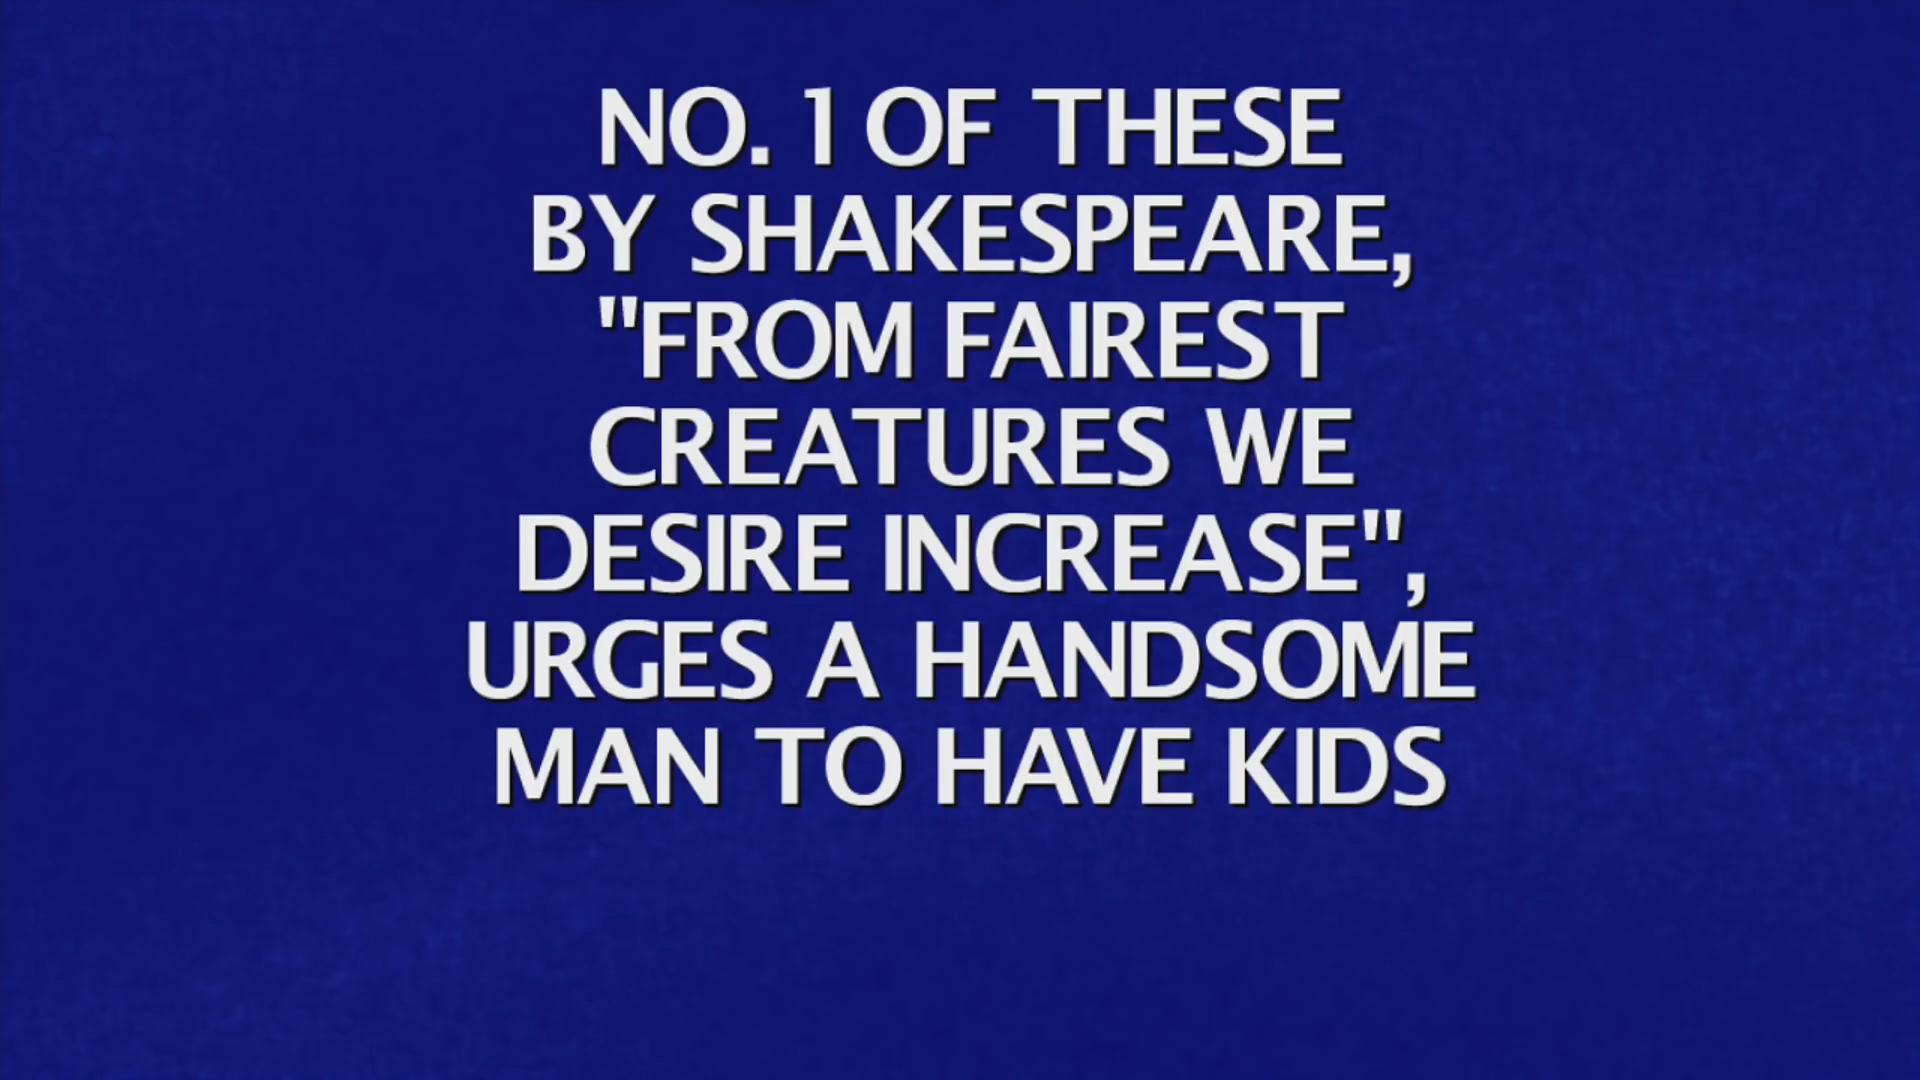 NO. 1 OF THESE
BY SHAKESPEARE,
"FROM FAIREST
CREATURES WE
DESIRE INCREASE",
URGES A HANDSOME
MAN TO HAVE KIDS